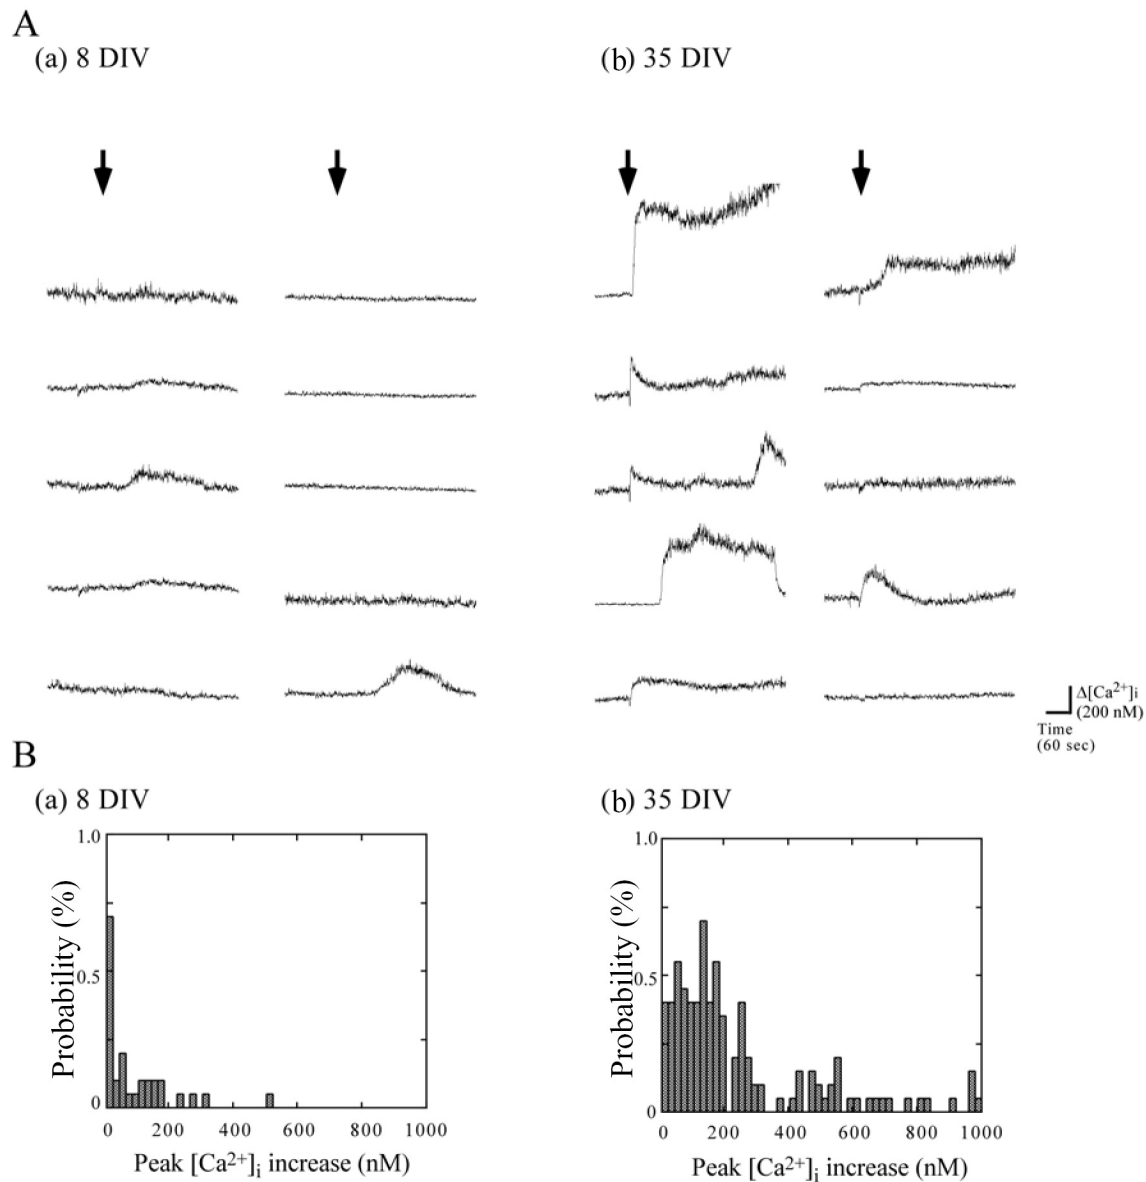 A
(a) 8 DIV
(b) 35 DIV
Δ[Ca²⁺]i
(200 nM)
Time
(60 sec)
B
(a) 8 DIV
1.0
0.5
0
Probability (%)
0 200 400 600 800 1000
Peak [Ca²⁺]i increase (nM)
(b) 35 DIV
1.0
0.5
0
Probability (%)
0 200 400 600 800 1000
Peak [Ca²⁺]i increase (nM)